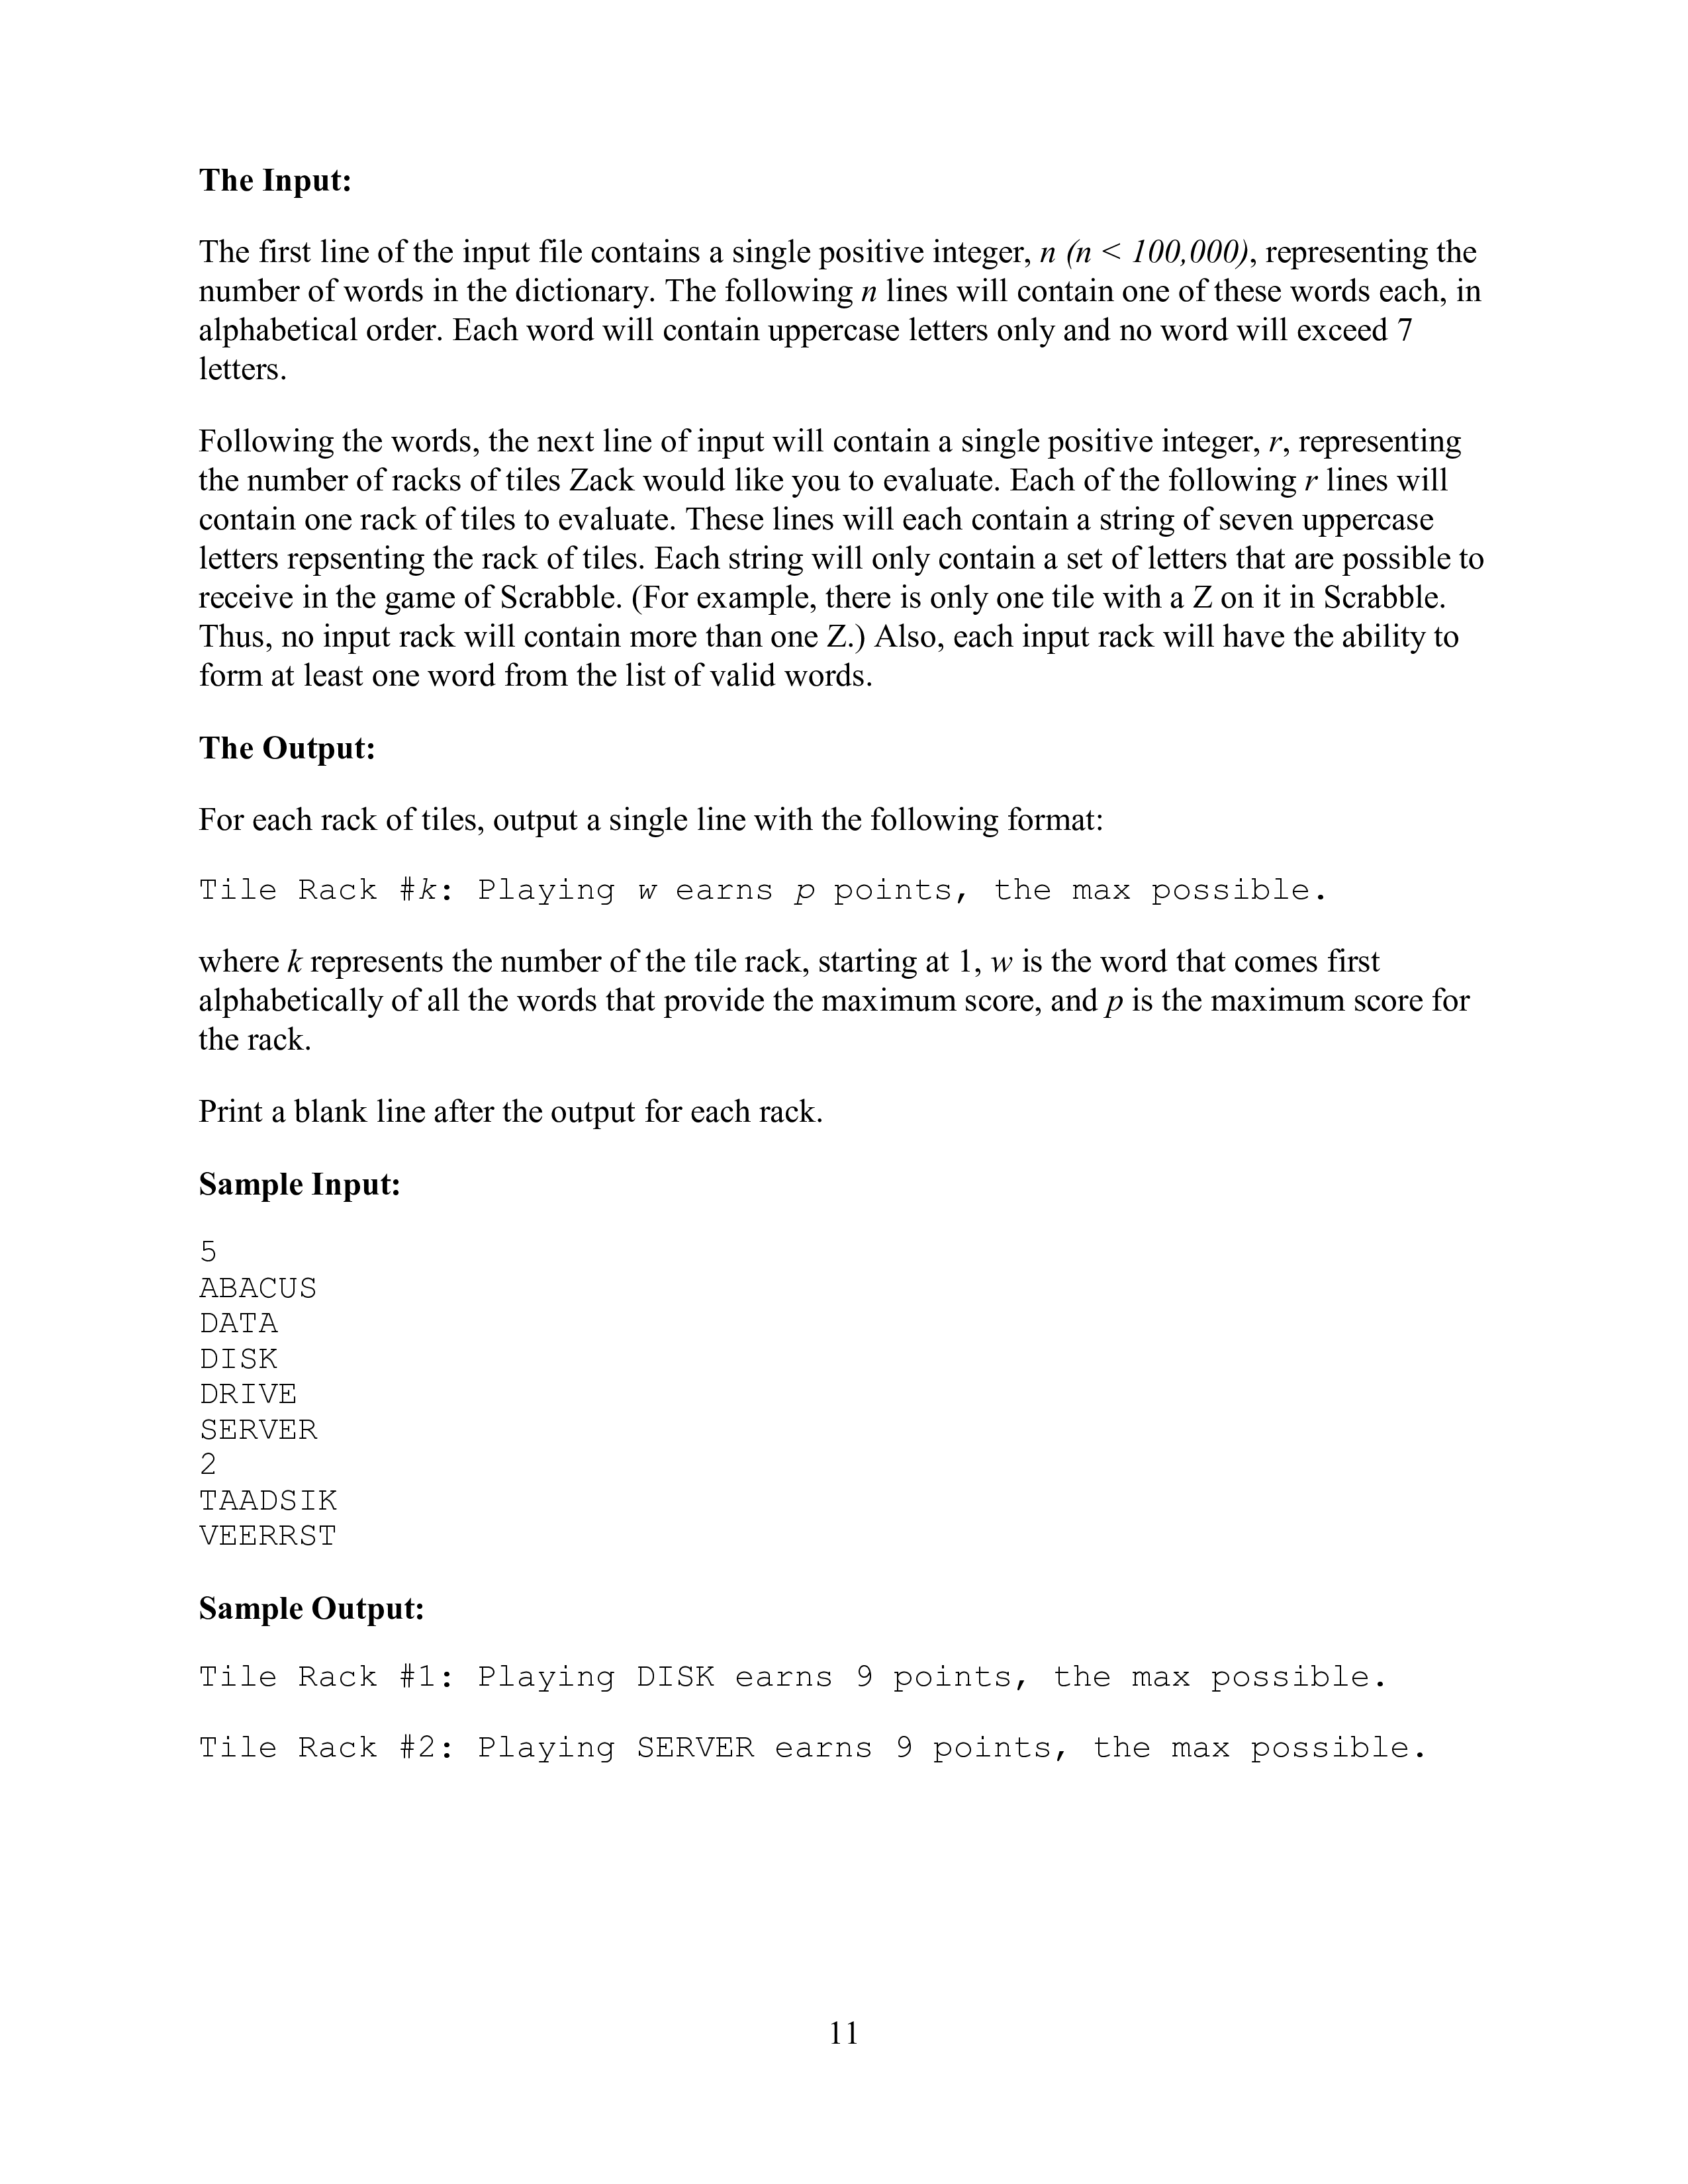 The Input:
The first line of the input file contains a single positive integer, n (n < 100,000), representing the
number of words in the dictionary. The following n lines will contain one of these words each, in
alphabetical order. Each word will contain uppercase letters only and no word will exceed 7
letters.
Following the words, the next line of input will contain a single positive integer, r, representing
the number of racks of tiles Zack would like you to evaluate. Each of the following r lines will
contain one rack of tiles to evaluate. These lines will each contain a string of seven uppercase
letters repsenting the rack of tiles. Each string will only contain a set of letters that are possible to
receive in the game of Scrabble. (For example, there is only one tile with a Z on it in Scrabble.
Thus, no input rack will contain more than one Z.) Also, each input rack will have the ability to
form at least one word from the list of valid words.
The Output:
For each rack of tiles, output a single line with the following format:
Tile Rack #k: Playing w earns p points, the max possible.
where k represents the number of the tile rack, starting at 1, w is the word that comes first
alphabetically of all the words that provide the maximum score, and p is the maximum score for
the rack.
Print a blank line after the output for each rack.
Sample Input:
5
ABACUS
DATA
DISK
DRIVE
SERVER
2
TAADSIK
VEERRST
Sample Output:
Tile Rack #1: Playing DISK earns 9 points, the max possible.
Tile Rack #2: Playing SERVER earns 9 points, the max possible.
11